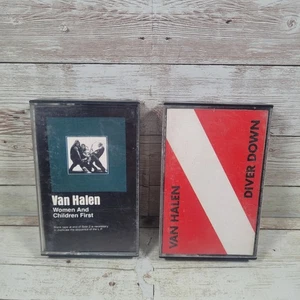 Van Halen
Women And
Children First
VAN HALEN
DIVER DOWN